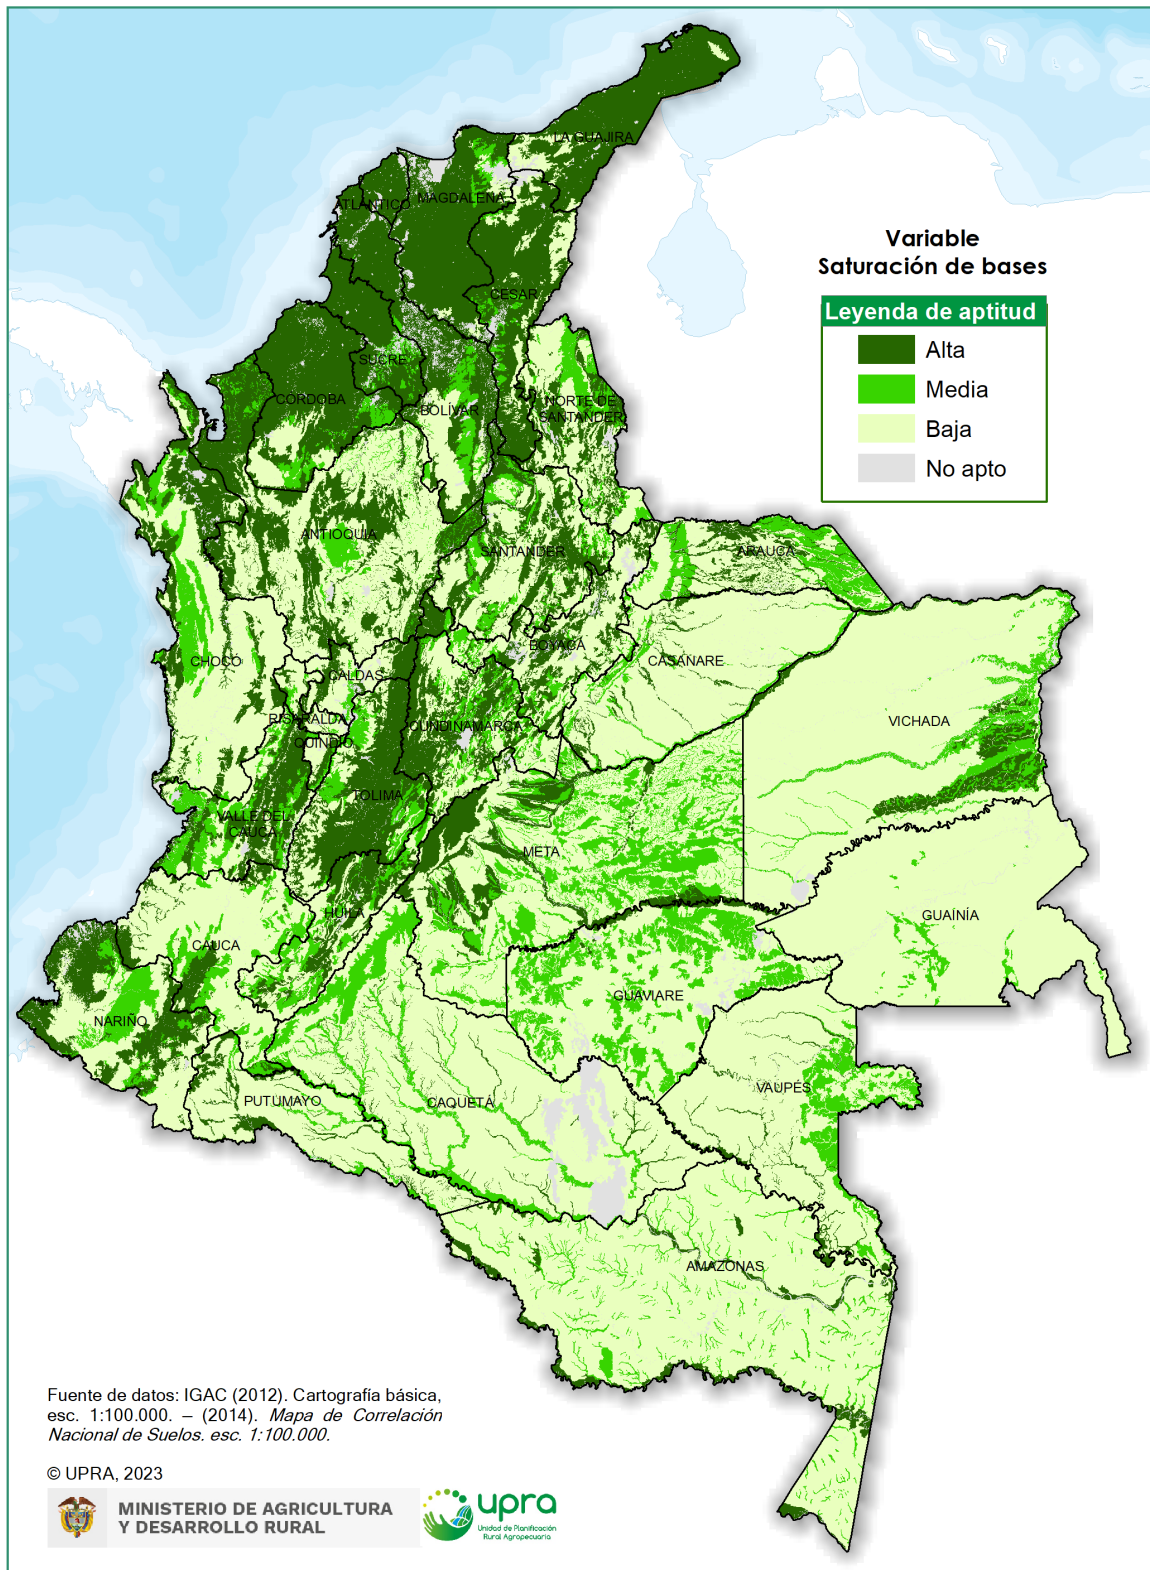 Variable
Saturación de bases
Leyenda de aptitud
Alta
Media
Baja
No apto
LA GUAJIRA
ATLÁNTICO
MAGDALENA
CESAR
SUCRE
CÓRDOBA
BOLÍVAR
NORTE DE
SANTANDER
ANTIOQUIA
SANTANDER
ARAUCA
CHOCÓ
BOYACÁ
CASANARE
CALDAS
RISARALDA
CUNDINAMARCA
VICHADA
QUINDÍO
TOLIMA
VALLE DEL
CAUCA
META
HUILA
GUAINÍA
CAUCA
GUAVIARE
NARIÑO
VAUPÉS
PUTUMAYO
CAQUETÁ
AMAZONAS
Fuente de datos: IGAC (2012). Cartografía básica,
esc. 1:100.000. – (2014). Mapa de Correlación
Nacional de Suelos. esc. 1:100.000.
© UPRA, 2023
MINISTERIO DE AGRICULTURA
Y DESARROLLO RURAL
upra
Unidad de Planificación
Rural Agropecuaria